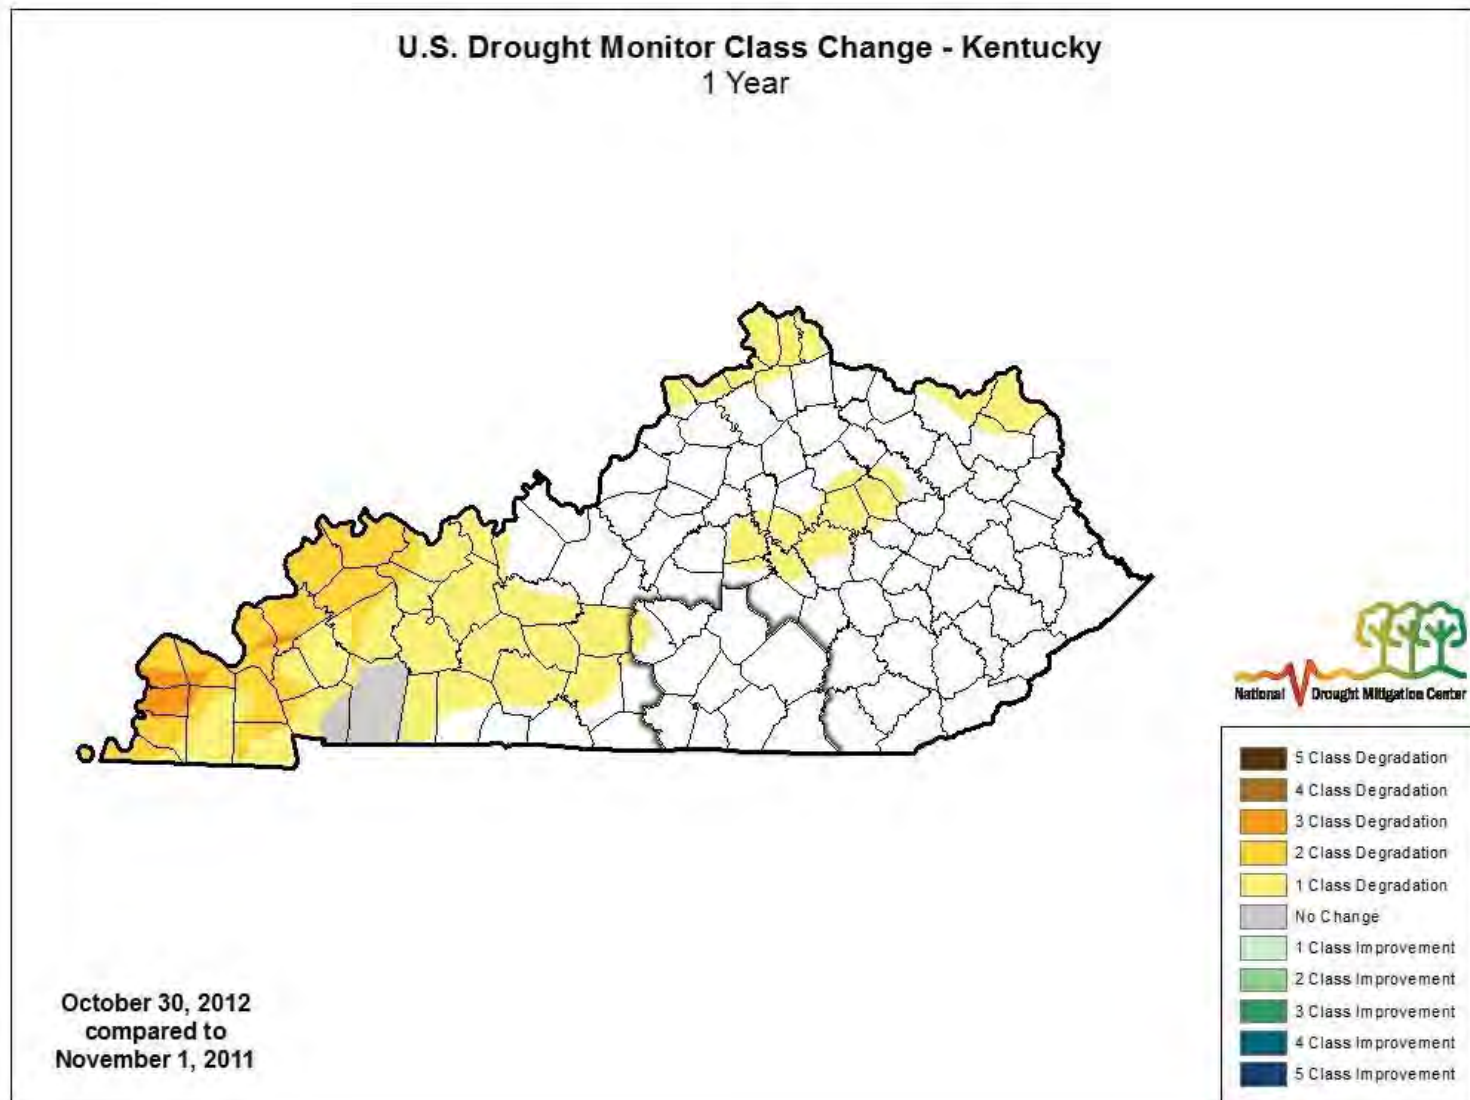 U.S. Drought Monitor Class Change - Kentucky
1 Year
National Drought Mitigation Center
5 Class Degradation
4 Class Degradation
3 Class Degradation
2 Class Degradation
1 Class Degradation
No Change
1 Class Improvement
2 Class Improvement
3 Class Improvement
4 Class Improvement
5 Class Improvement
October 30, 2012
compared to
November 1, 2011